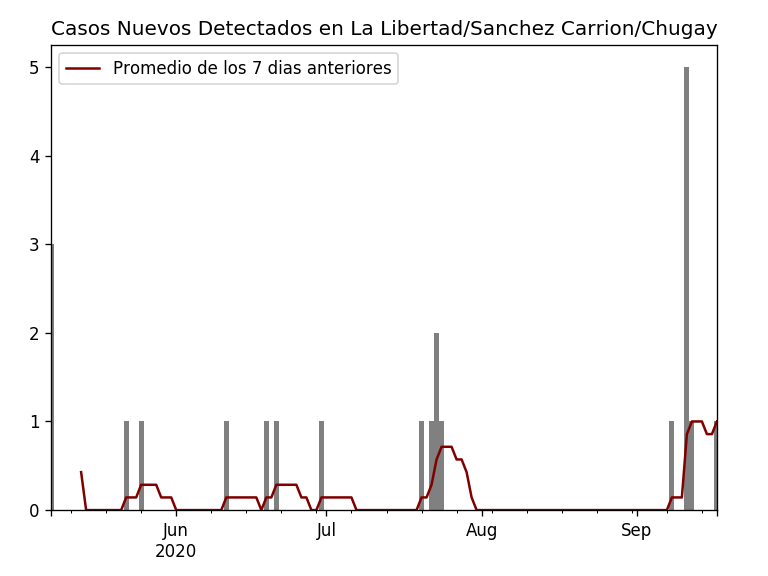 Casos Nuevos Detectados en La Libertad/Sanchez Carrion/Chugay
Promedio de los 7 dias anteriores
5
4
3
2
1
0
Jun Jul Aug Sep
2020